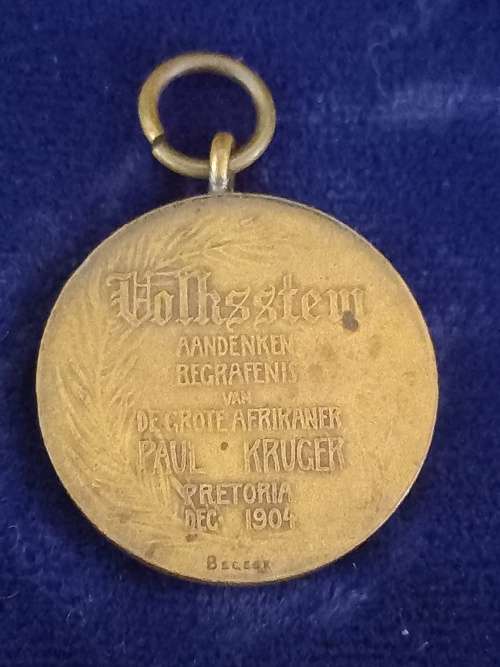 Volksstem
AANDENKEN
BEGRAFENIS
VAN
DE GROTE AFRIKANER
PAUL · KRUGER
PRETORIA
DEC 1904